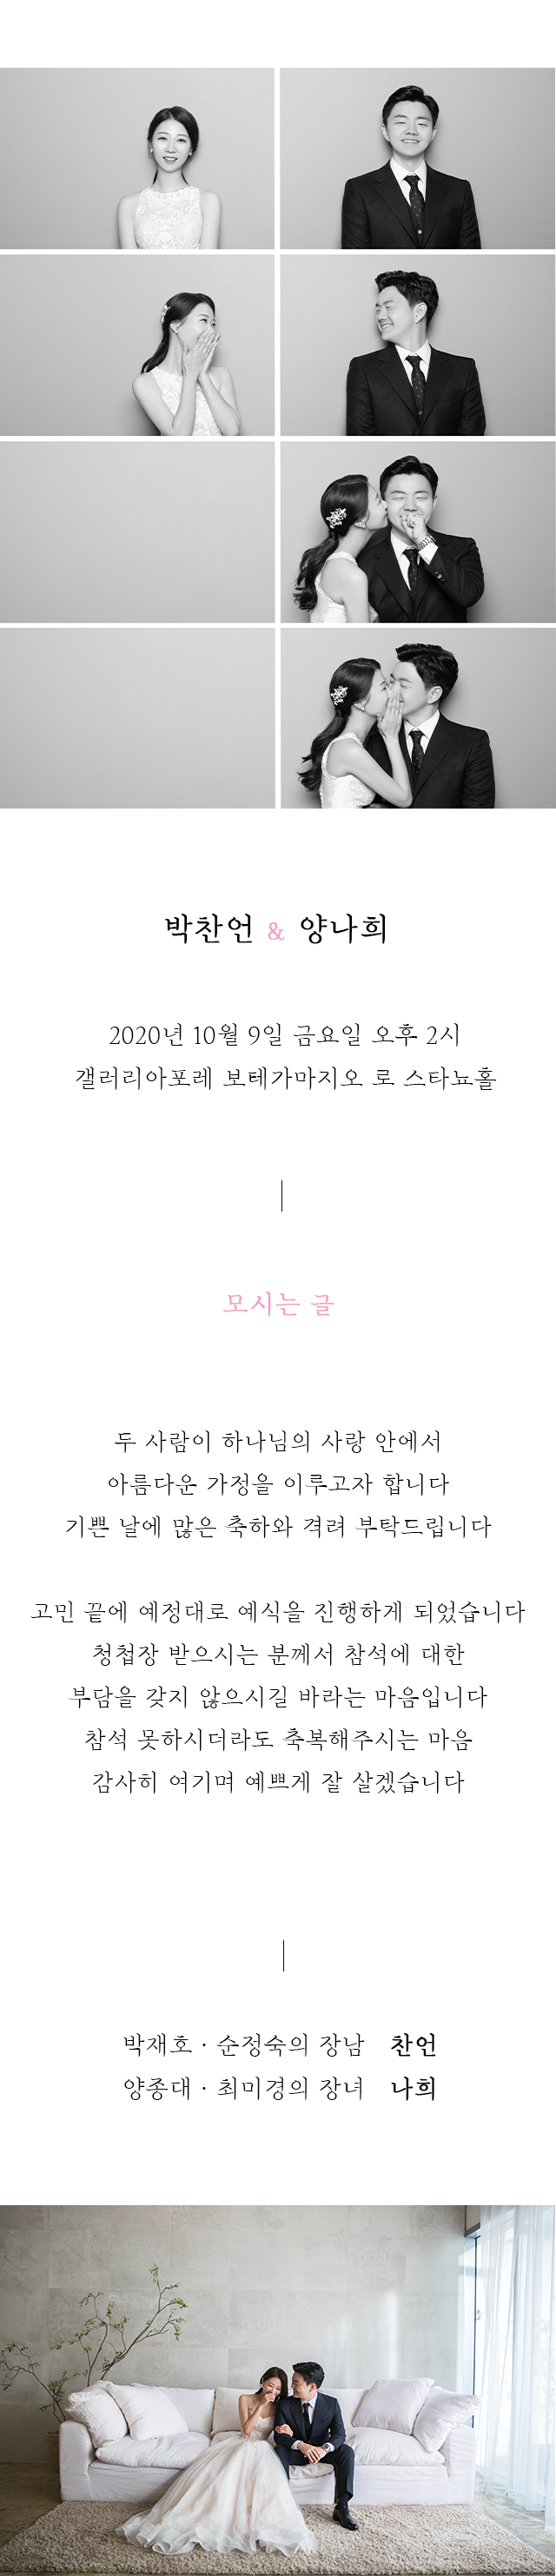 박찬언 & 양나희
2020년 10월 9일 금요일 오후 2시
갤러리아포레 보테가마지오 로 스타뇨홀
모시는 글
두 사람이 하나님의 사랑 안에서
아름다운 가정을 이루고자 합니다
기쁜 날에 많은 축하와 격려 부탁드립니다
고민 끝에 예정대로 예식을 진행하게 되었습니다
청첩장 받으시는 분께서 참석에 대한
부담을 갖지 않으시길 바라는 마음입니다
참석 못하시더라도 축복해주시는 마음
감사히 여기며 예쁘게 잘 살겠습니다
박재호 · 순정숙의 장남 찬언
양종대 · 최미경의 장녀 나희